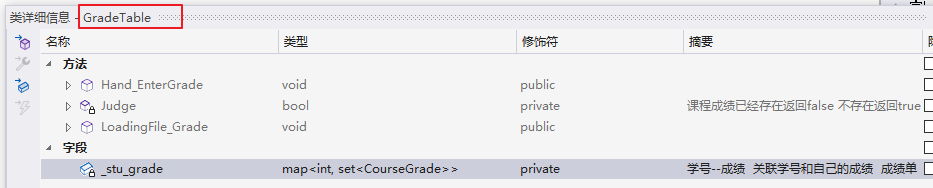 类详细信息 - GradeTable
名称 类型 修饰符 摘要
方法
Hand_EnterGrade void public
Judge bool private 课程成绩已经存在返回false 不存在返回true
LoadingFile_Grade void public
字段
_stu_grade map<int, set<CourseGrade>> private 学号--成绩 关联学号和自己的成绩 成绩单